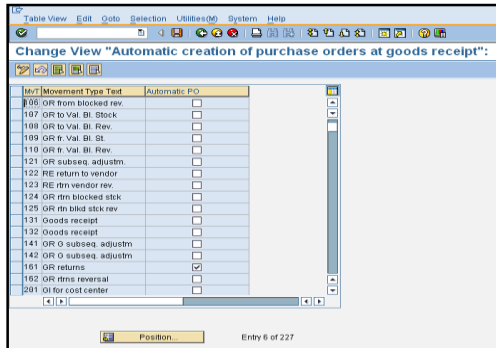 Table View Edit Goto Selection Utilities(M) System Help
Change View "Automatic creation of purchase orders at goods receipt":
MvT Movement Type Text Automatic PO
106 GR from blocked rev.
107 GR to Val. Bl. Stock
108 GR to Val. Bl. Rev.
109 GR fr. Val. Bl. St.
110 GR fr. Val. Bl. Rev.
121 GR subseq. adjustm.
122 RE return to vendor
123 RE rtrn vendor rev.
124 GR rtrn blocked stck
125 GR rtn blkd stck rev
131 Goods receipt
132 Goods receipt
141 GR G subseq. adjustm
142 GR G subseq. adjustm
161 GR returns
162 GR rtrns reversal
201 GI for cost center
Position... Entry 6 of 227